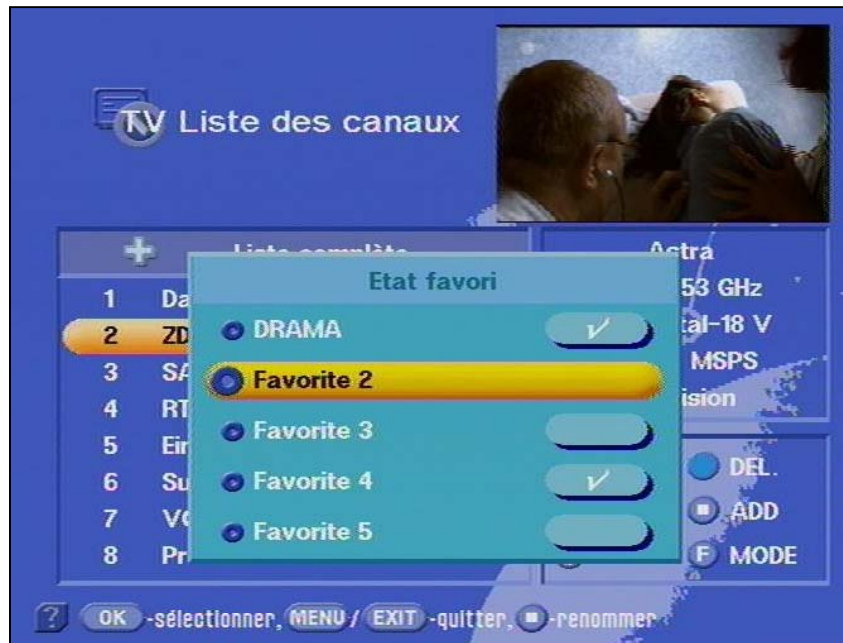 TV Liste des canaux
Astra
Etat favori
53 GHz
1 Da
DRAMA
tal-18 V
2 ZD
Favorite 2
MSPS
3 SA
Favorite 3
ision
4 RT
5 Ein
Favorite 4
DEL.
6 Su
ADD
7
Favorite 5
8 Pr
F MODE
? OK -sélectionner, MENU / EXIT -quitter, -renommer